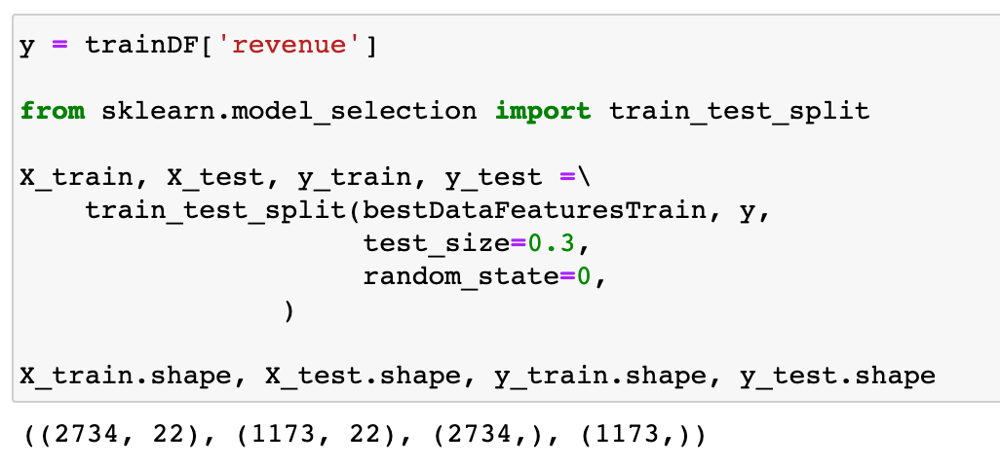 y = trainDF['revenue']
from sklearn.model_selection import train_test_split
X_train, X_test, y_train, y_test =\
train_test_split(bestDataFeaturesTrain, y,
test_size=0.3,
random_state=0,
)
X_train.shape, X_test.shape, y_train.shape, y_test.shape
((2734, 22), (1173, 22), (2734,), (1173,))